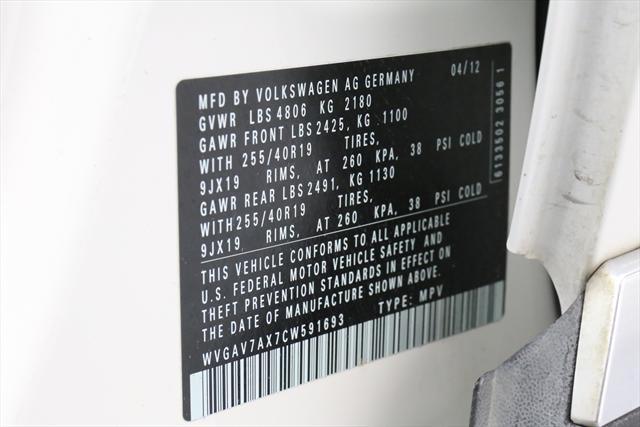 MFD BY VOLKSWAGEN AG GERMANY 04/12
GVWR LBS 4806 KG 2180
GAWR FRONT LBS 2425, KG 1100
WITH 255/40R19 TIRES,
9JX19 RIMS, AT 260 KPA, 38 PSI COLD
GAWR REAR LBS 2491, KG 1130
WITH 255/40R19 TIRES,
9JX19 RIMS, AT 260 KPA, 38 PSI COLD
THIS VEHICLE CONFORMS TO ALL APPLICABLE
U.S. FEDERAL MOTOR VEHICLE SAFETY AND
THEFT PREVENTION STANDARDS IN EFFECT ON
THE DATE OF MANUFACTURE SHOWN ABOVE.
WVGAV7AX7CW591693 TYPE: MPV
6133502 3056 1